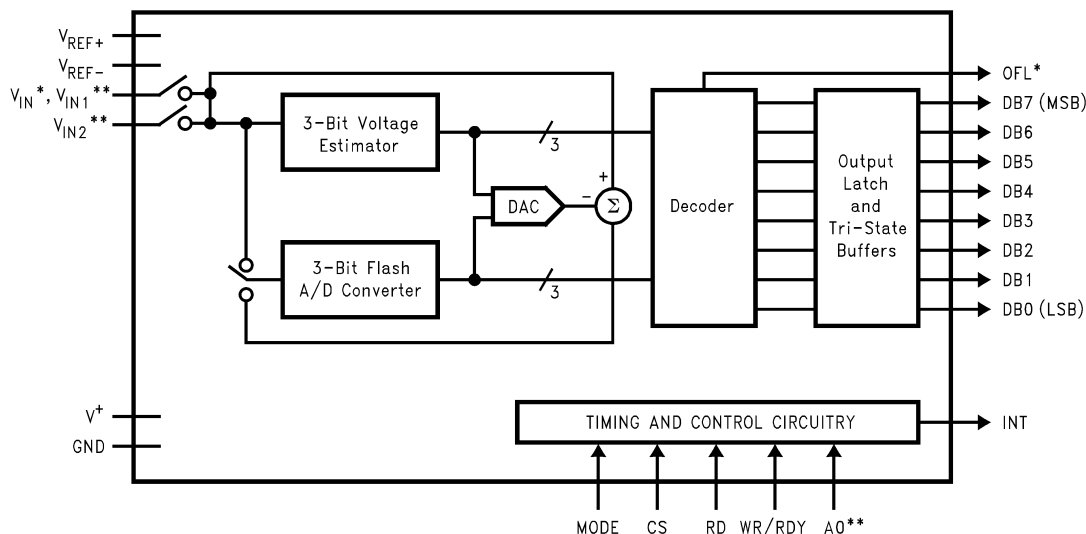 VREF+
VREF-
VIN*, VIN1**
VIN2**
3-Bit Voltage
Estimator
3
DAC
+
-
Σ
3-Bit Flash
A/D Converter
3
Decoder
Output
Latch
and
Tri-State
Buffers
OFL*
DB7 (MSB)
DB6
DB5
DB4
DB3
DB2
DB1
DB0 (LSB)
V+
GND
TIMING AND CONTROL CIRCUITRY
INT
MODE CS RD WR/RDY A0**